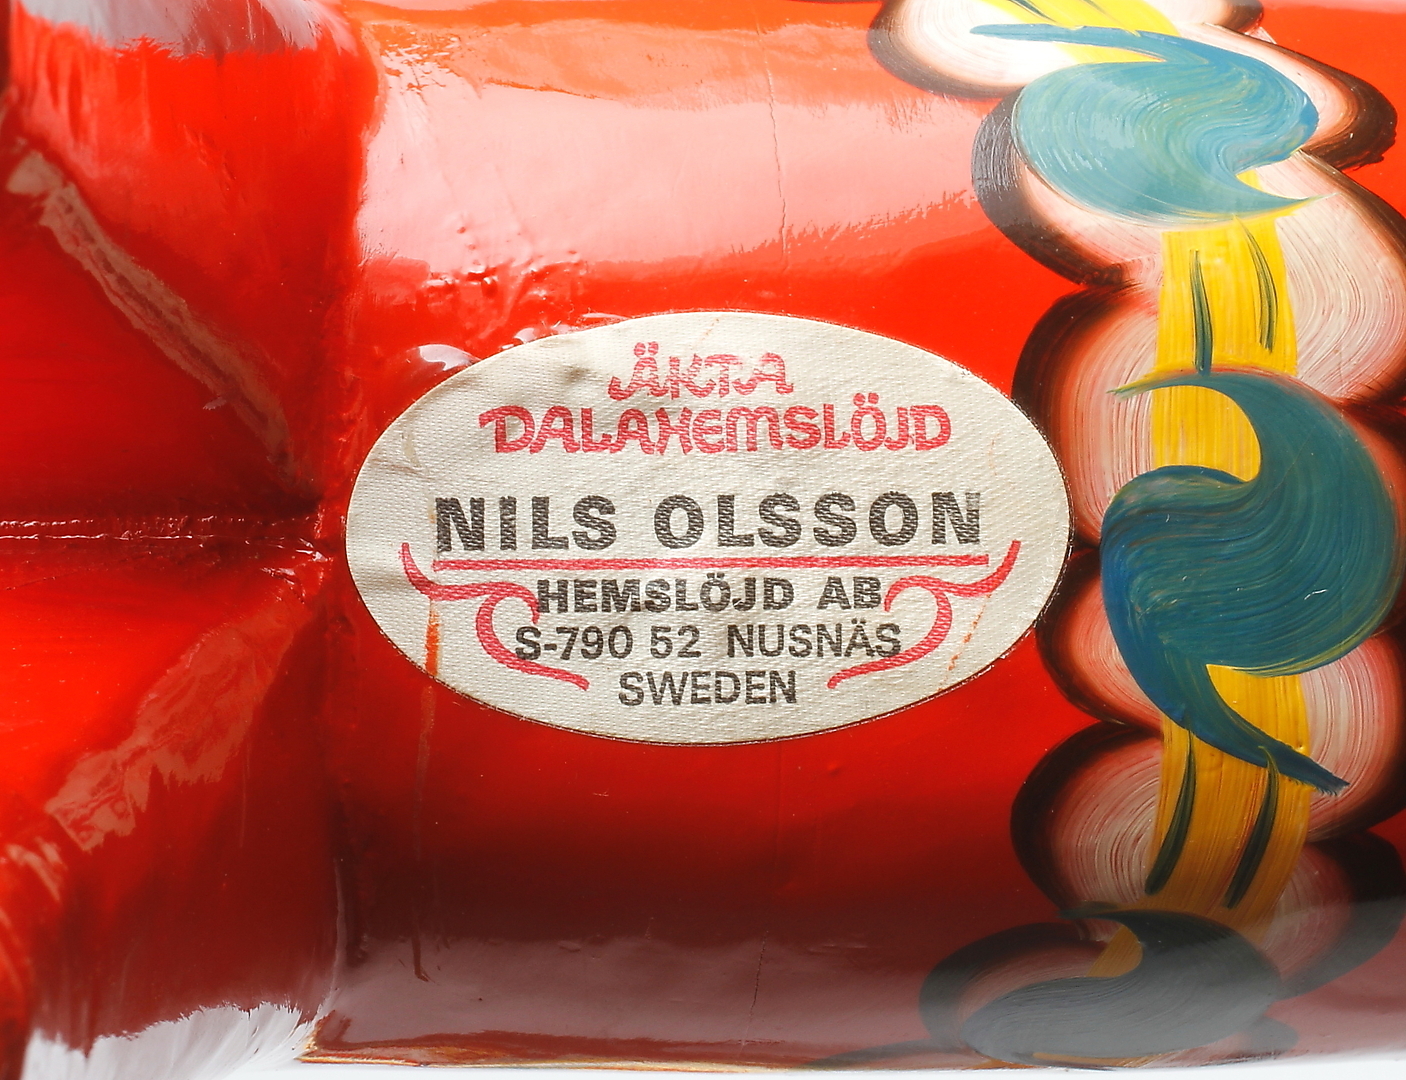 ÄKTA
DALAHEMSLÖJD
NILS OLSSON
HEMSLÖJD AB
S-790 52 NUSNÄS
SWEDEN